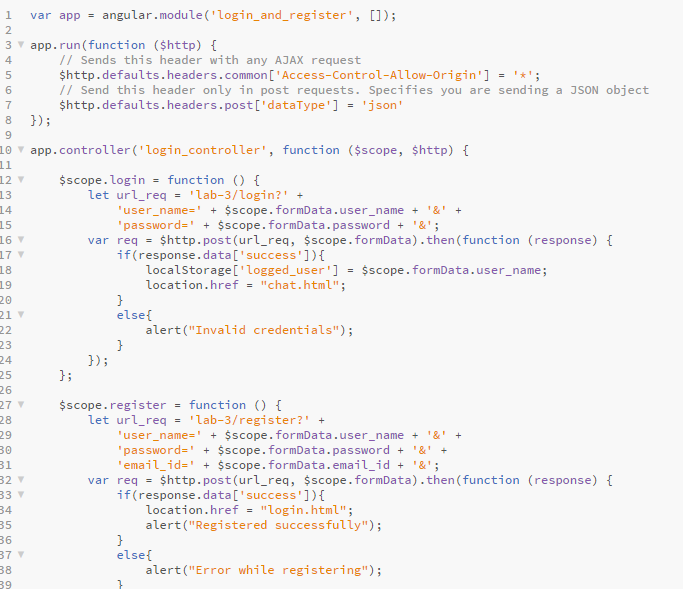 1 var app = angular.module('login_and_register', []);
2
3 app.run(function ($http) {
4 // Sends this header with any AJAX request
5 $http.defaults.headers.common['Access-Control-Allow-Origin'] = '*';
6 // Send this header only in post requests. Specifies you are sending a JSON object
7 $http.defaults.headers.post['dataType'] = 'json'
8 });
9
10 app.controller('login_controller', function ($scope, $http) {
11
12 $scope.login = function () {
13 let url_req = 'lab-3/login?' +
14 'user_name=' + $scope.formData.user_name + '&' +
15 'password=' + $scope.formData.password + '&';
16 var req = $http.post(url_req, $scope.formData).then(function (response) {
17 if(response.data['success']){
18 localStorage['logged_user'] = $scope.formData.user_name;
19 location.href = "chat.html";
20 }
21 else{
22 alert("Invalid credentials");
23 }
24 });
25 };
26
27 $scope.register = function () {
28 let url_req = 'lab-3/register?' +
29 'user_name=' + $scope.formData.user_name + '&' +
30 'password=' + $scope.formData.password + '&' +
31 'email_id=' + $scope.formData.email_id + '&';
32 var req = $http.post(url_req, $scope.formData).then(function (response) {
33 if(response.data['success']){
34 location.href = "login.html";
35 alert("Registered successfully");
36 }
37 else{
38 alert("Error while registering");
39 }